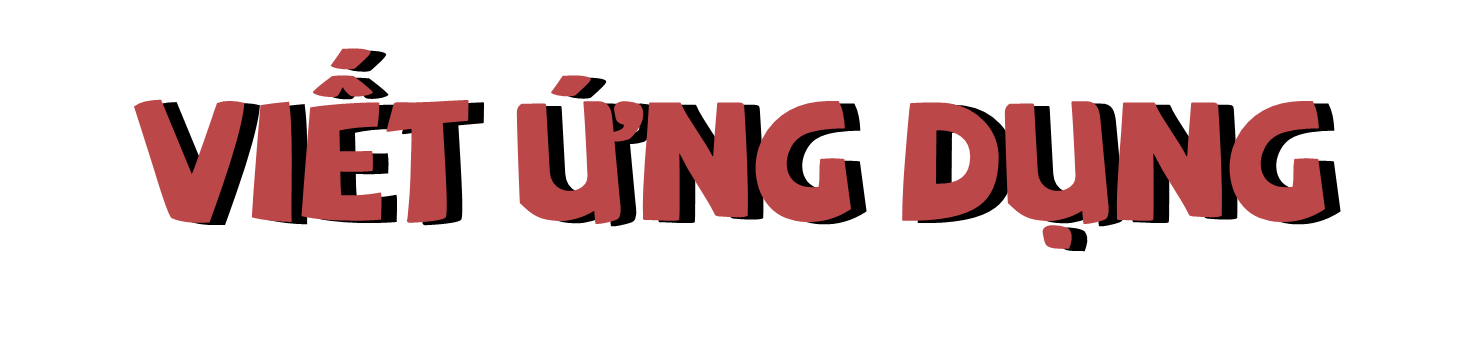 VIẾT ỨNG DỤNG